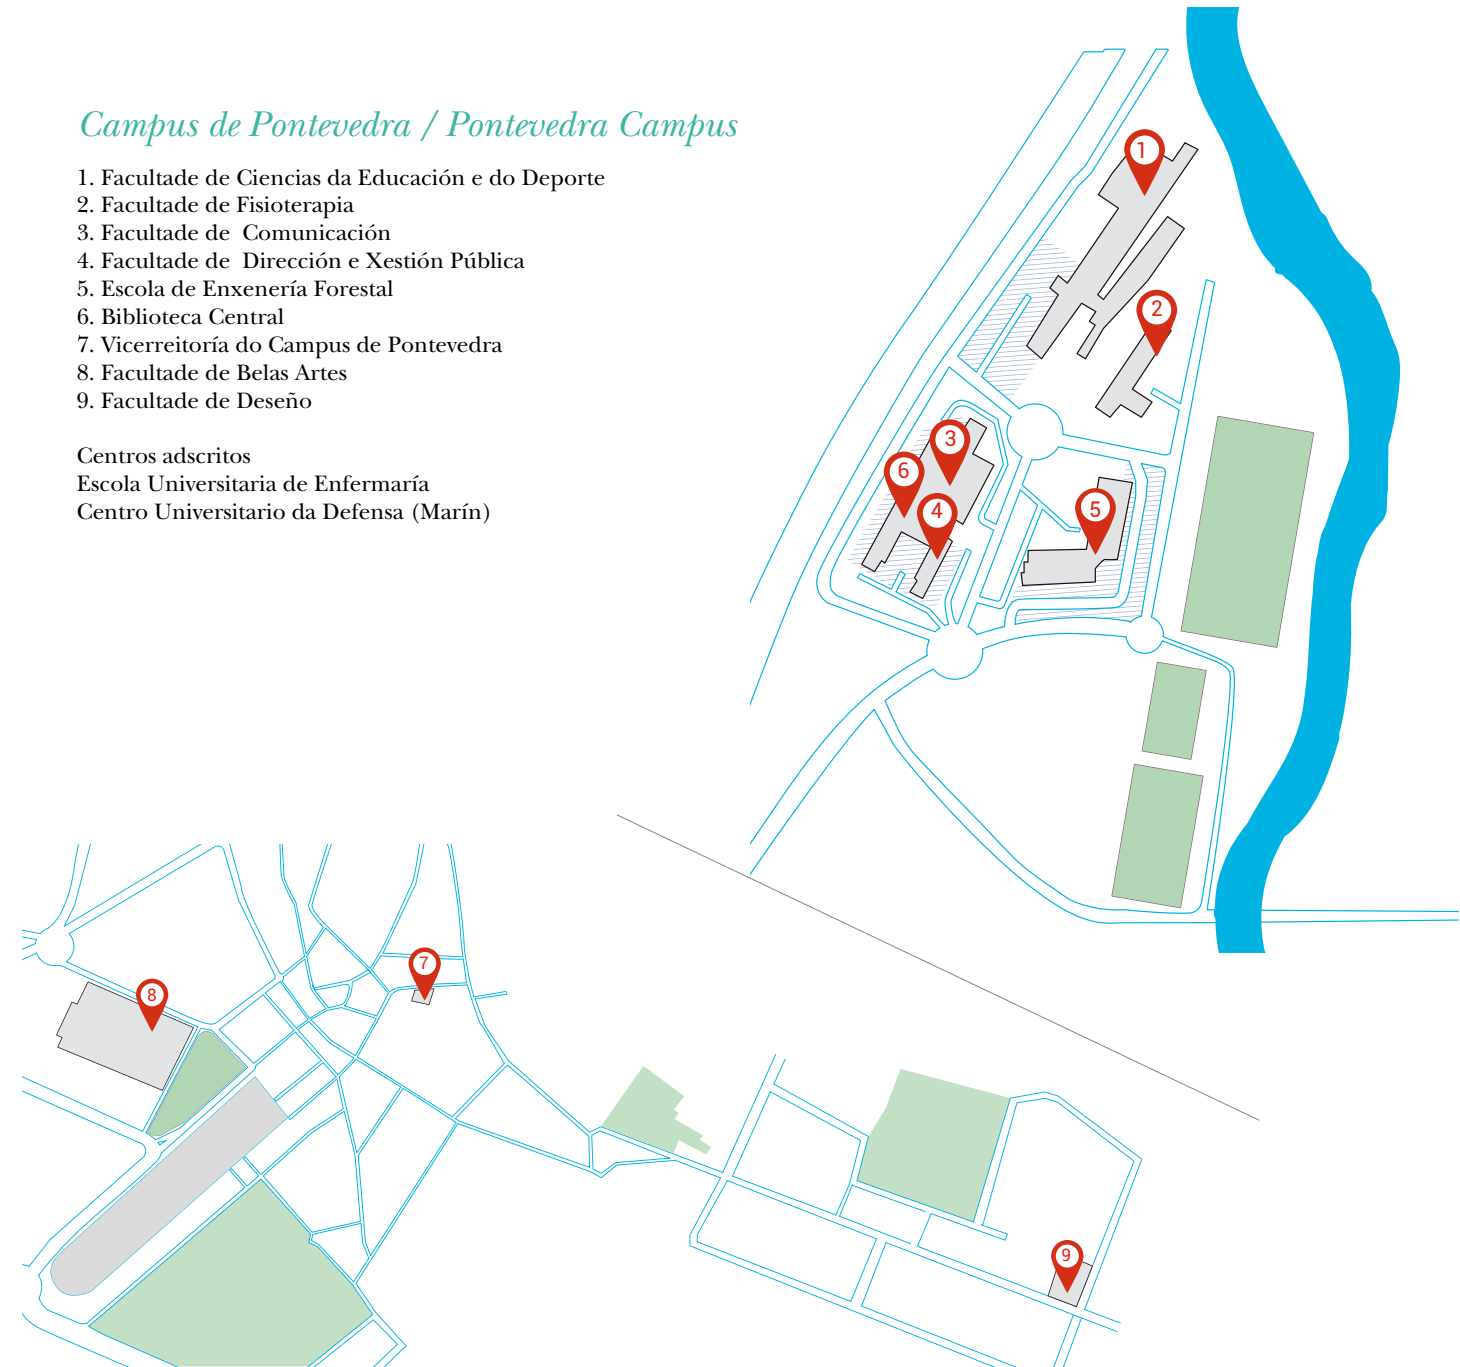 Campus de Pontevedra / Pontevedra Campus
1. Facultade de Ciencias da Educación e do Deporte
2. Facultade de Fisioterapia
3. Facultade de Comunicación
4. Facultade de Dirección e Xestión Pública
5. Escola de Enxenería Forestal
6. Biblioteca Central
7. Vicerreitoría do Campus de Pontevedra
8. Facultade de Belas Artes
9. Facultade de Deseño
Centros adscritos
Escola Universitaria de Enfermaría
Centro Universitario da Defensa (Marín)
1
2
3
6
4
5
7
8
9